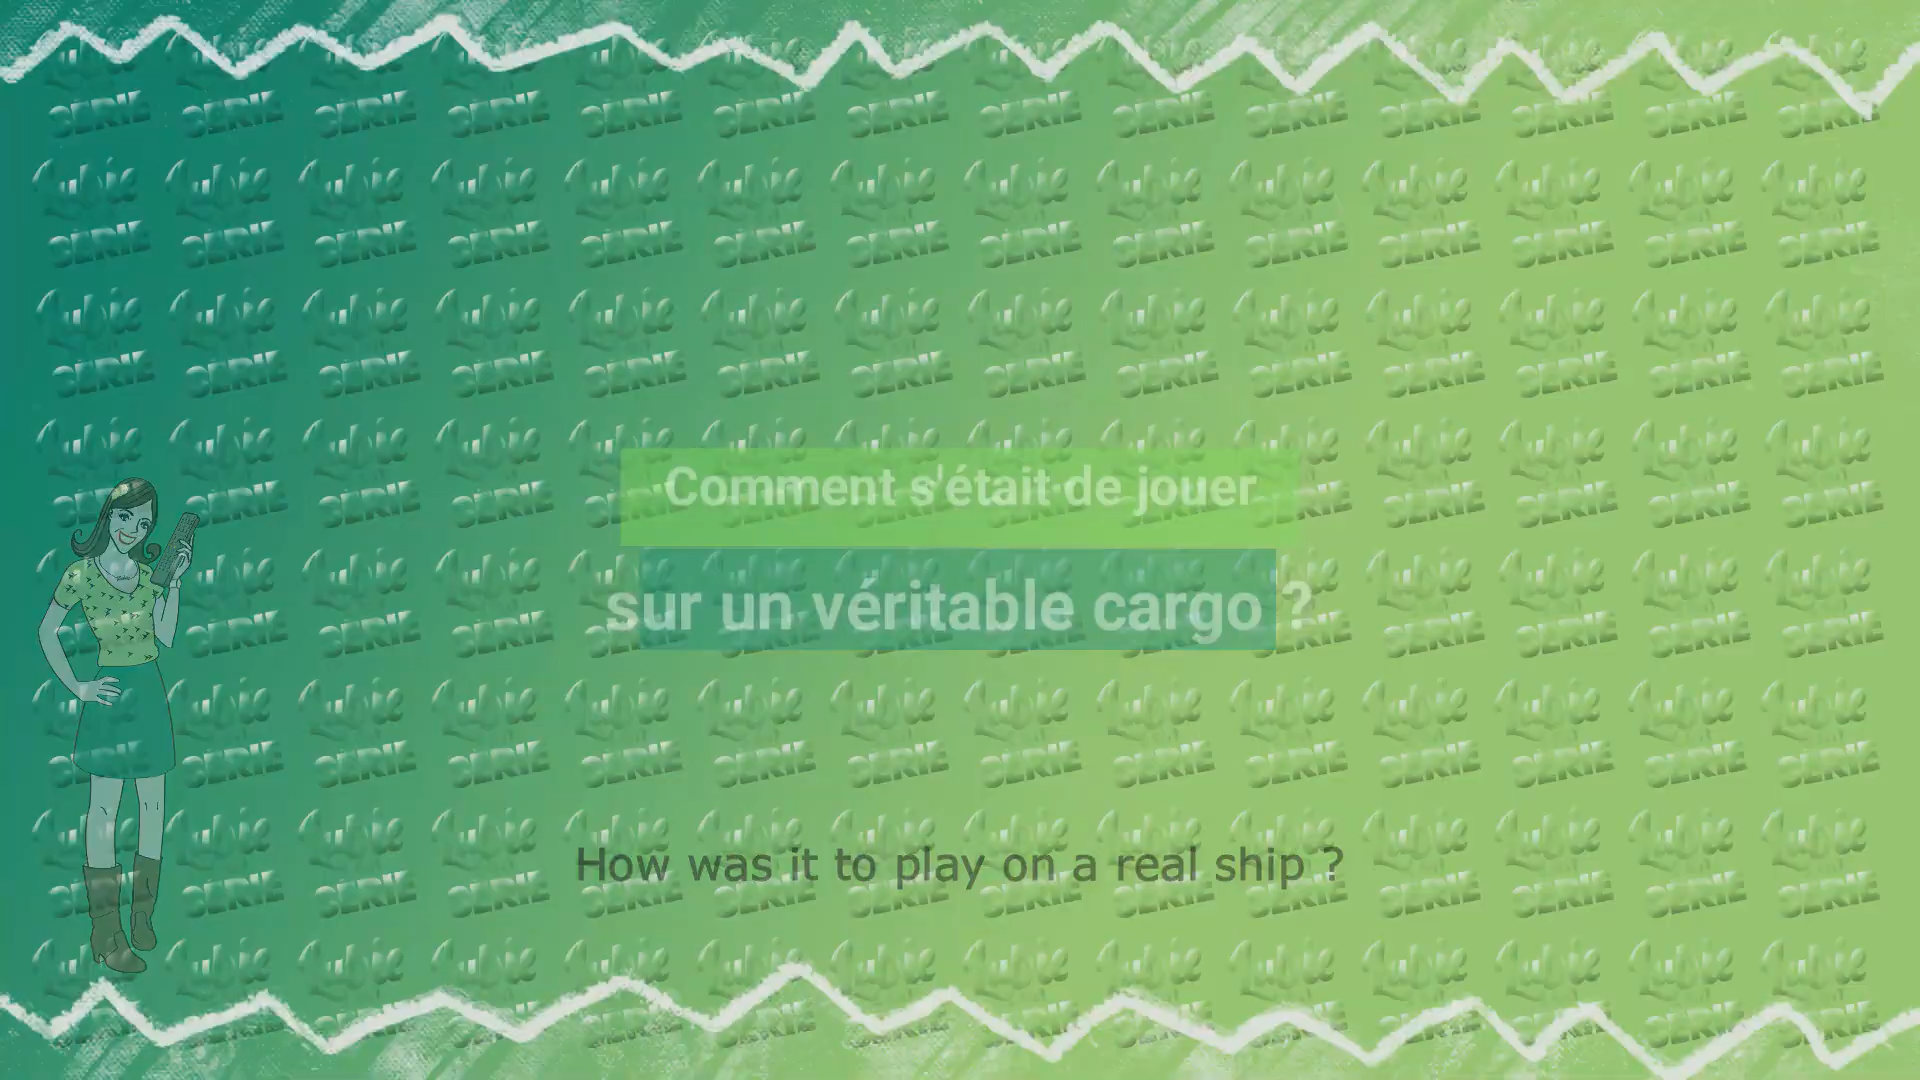 Comment s'était de jouer
sur un véritable cargo ?
How was it to play on a real ship ?